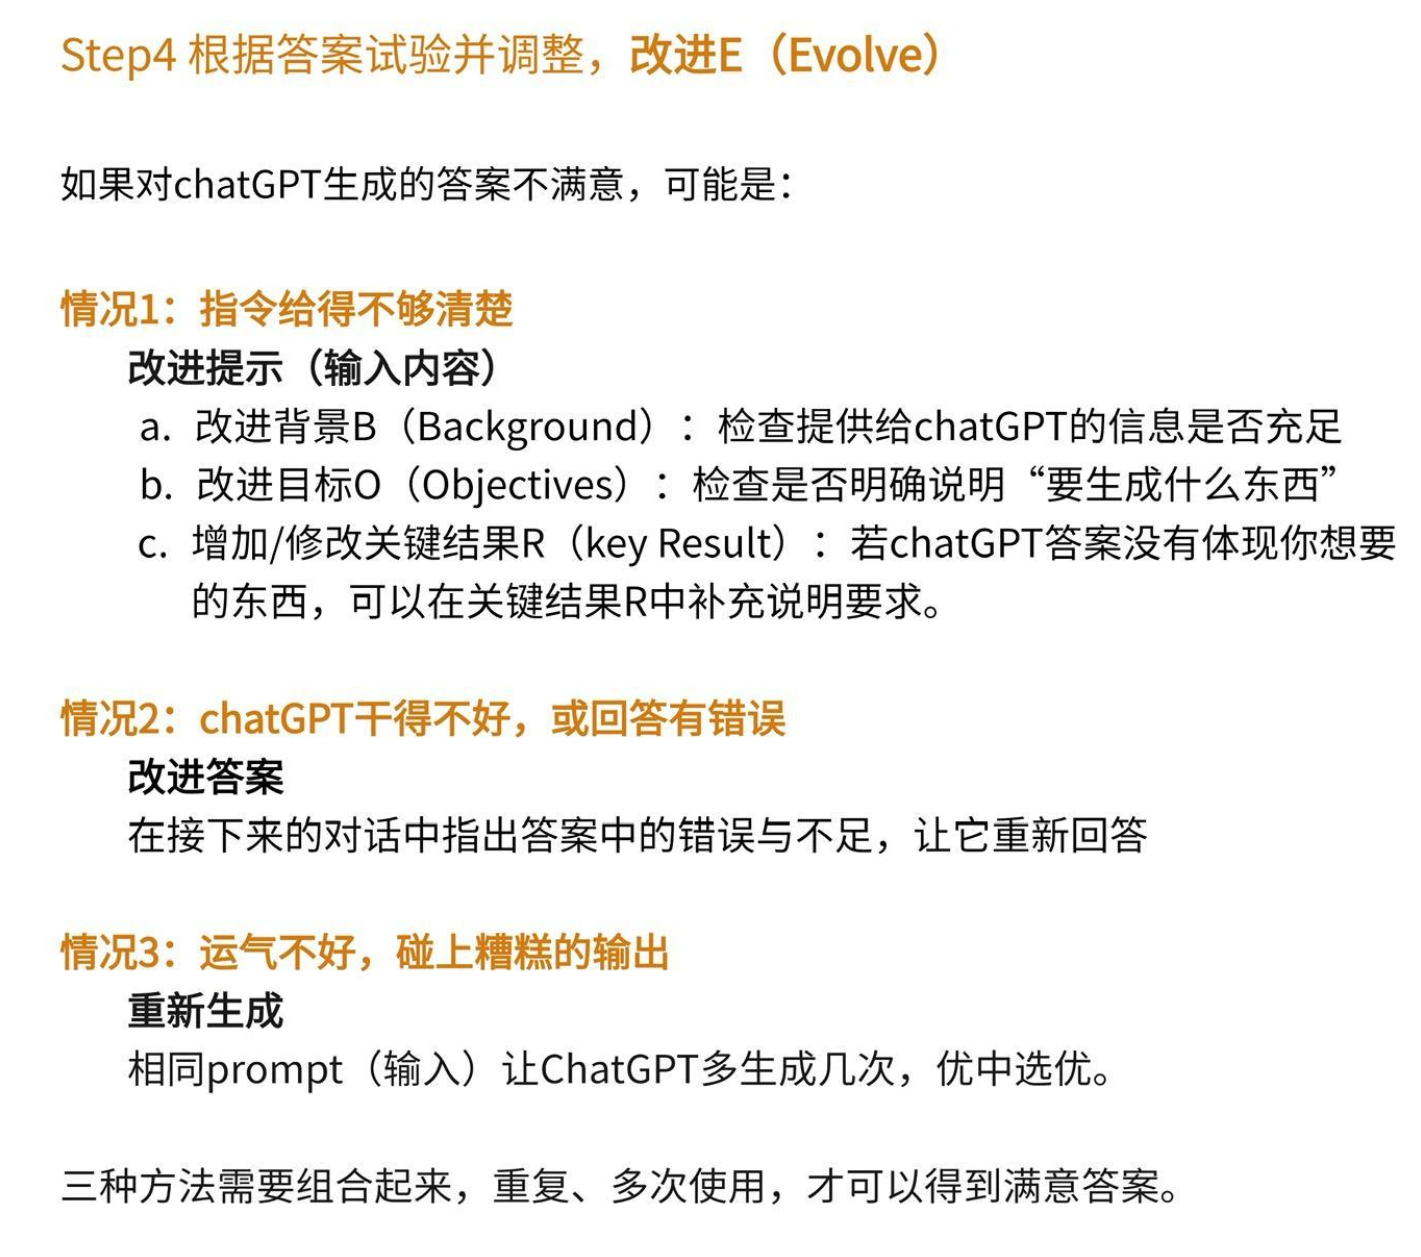 Step4 根据答案试验并调整，改进E（Evolve）
如果对chatGPT生成的答案不满意，可能是：
情况1：指令给得不够清楚
改进提示（输入内容）
a. 改进背景B（Background）：检查提供给chatGPT的信息是否充足
b. 改进目标O（Objectives）：检查是否明确说明“要生成什么东西”
c. 增加/修改关键结果R（key Result）：若chatGPT答案没有体现你想要
的东西，可以在关键结果R中补充说明要求。
情况2：chatGPT干得不好，或回答有错误
改进答案
在接下来的对话中指出答案中的错误与不足，让它重新回答
情况3：运气不好，碰上糟糕的输出
重新生成
相同prompt（输入）让ChatGPT多生成几次，优中选优。
三种方法需要组合起来，重复、多次使用，才可以得到满意答案。